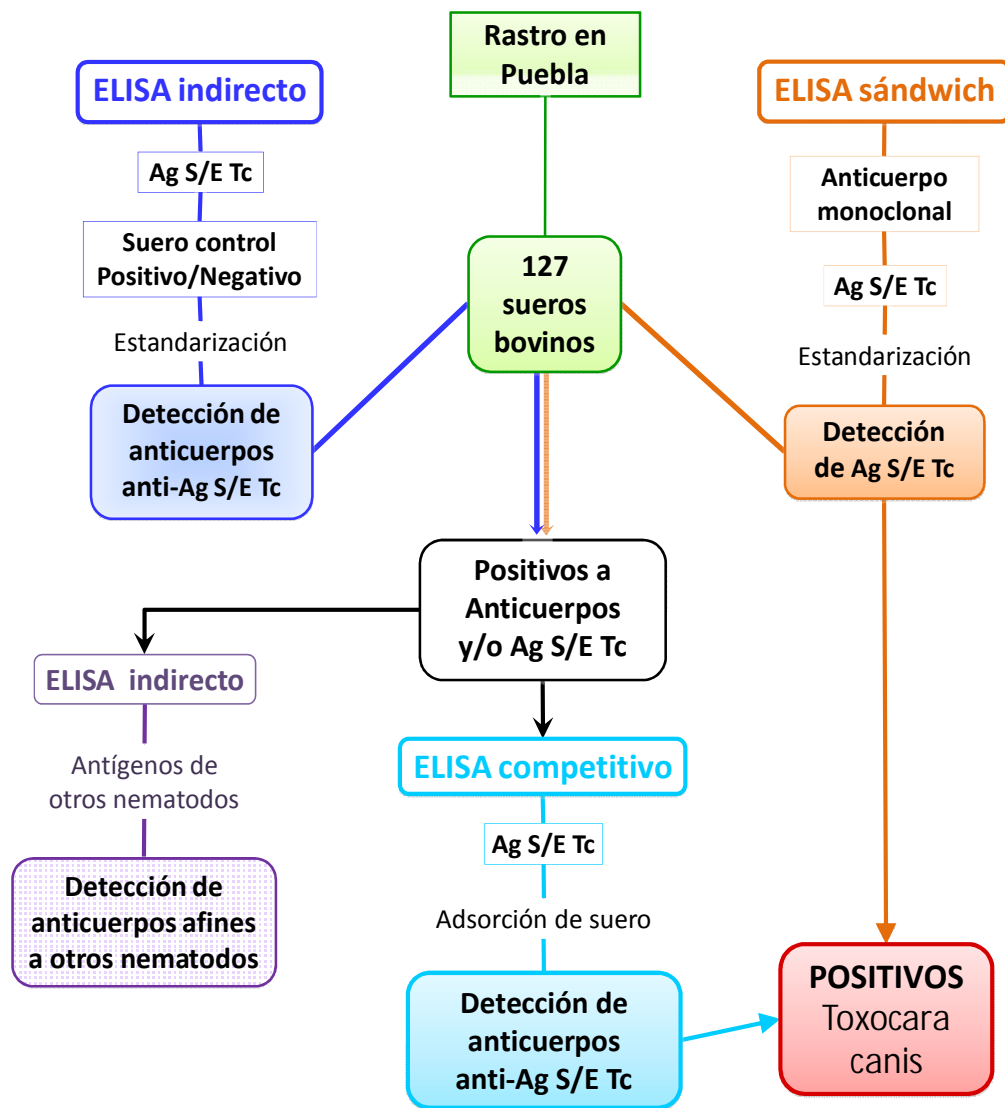 Rastro en
Puebla
ELISA indirecto
ELISA sándwich
Ag S/E Tc
Anticuerpo
monoclonal
Suero control
Positivo/Negativo
127
sueros
bovinos
Ag S/E Tc
Estandarización
Estandarización
Detección de
anticuerpos
anti-Ag S/E Tc
Detección
de Ag S/E Tc
Positivos a
Anticuerpos
y/o Ag S/E Tc
ELISA indirecto
ELISA competitivo
Antígenos de
otros nematodos
Ag S/E Tc
Detección de
anticuerpos afines
a otros nematodos
Adsorción de suero
Detección de
anticuerpos
anti-Ag S/E Tc
POSITIVOS
Toxocara
canis